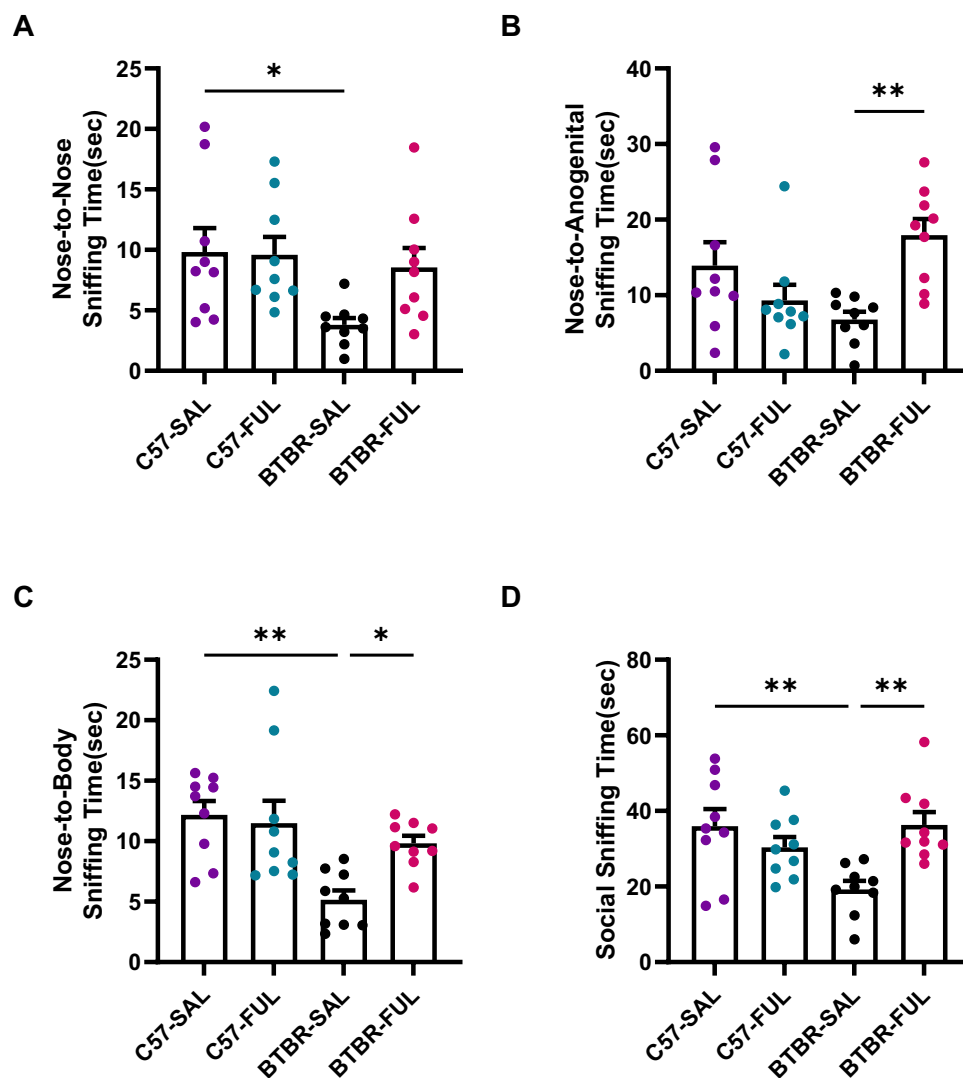 A
Nose-to-Nose
Sniffing Time(sec)
25
20
15
10
5
0
*
C57-SAL
C57-FUL
BTBR-SAL
BTBR-FUL
B
Nose-to-Anogenital
Sniffing Time(sec)
40
30
20
10
0
**
C57-SAL
C57-FUL
BTBR-SAL
BTBR-FUL
C
Nose-to-Body
Sniffing Time(sec)
25
20
15
10
5
0
**
*
C57-SAL
C57-FUL
BTBR-SAL
BTBR-FUL
D
Social Sniffing Time(sec)
80
60
40
20
0
**
**
C57-SAL
C57-FUL
BTBR-SAL
BTBR-FUL